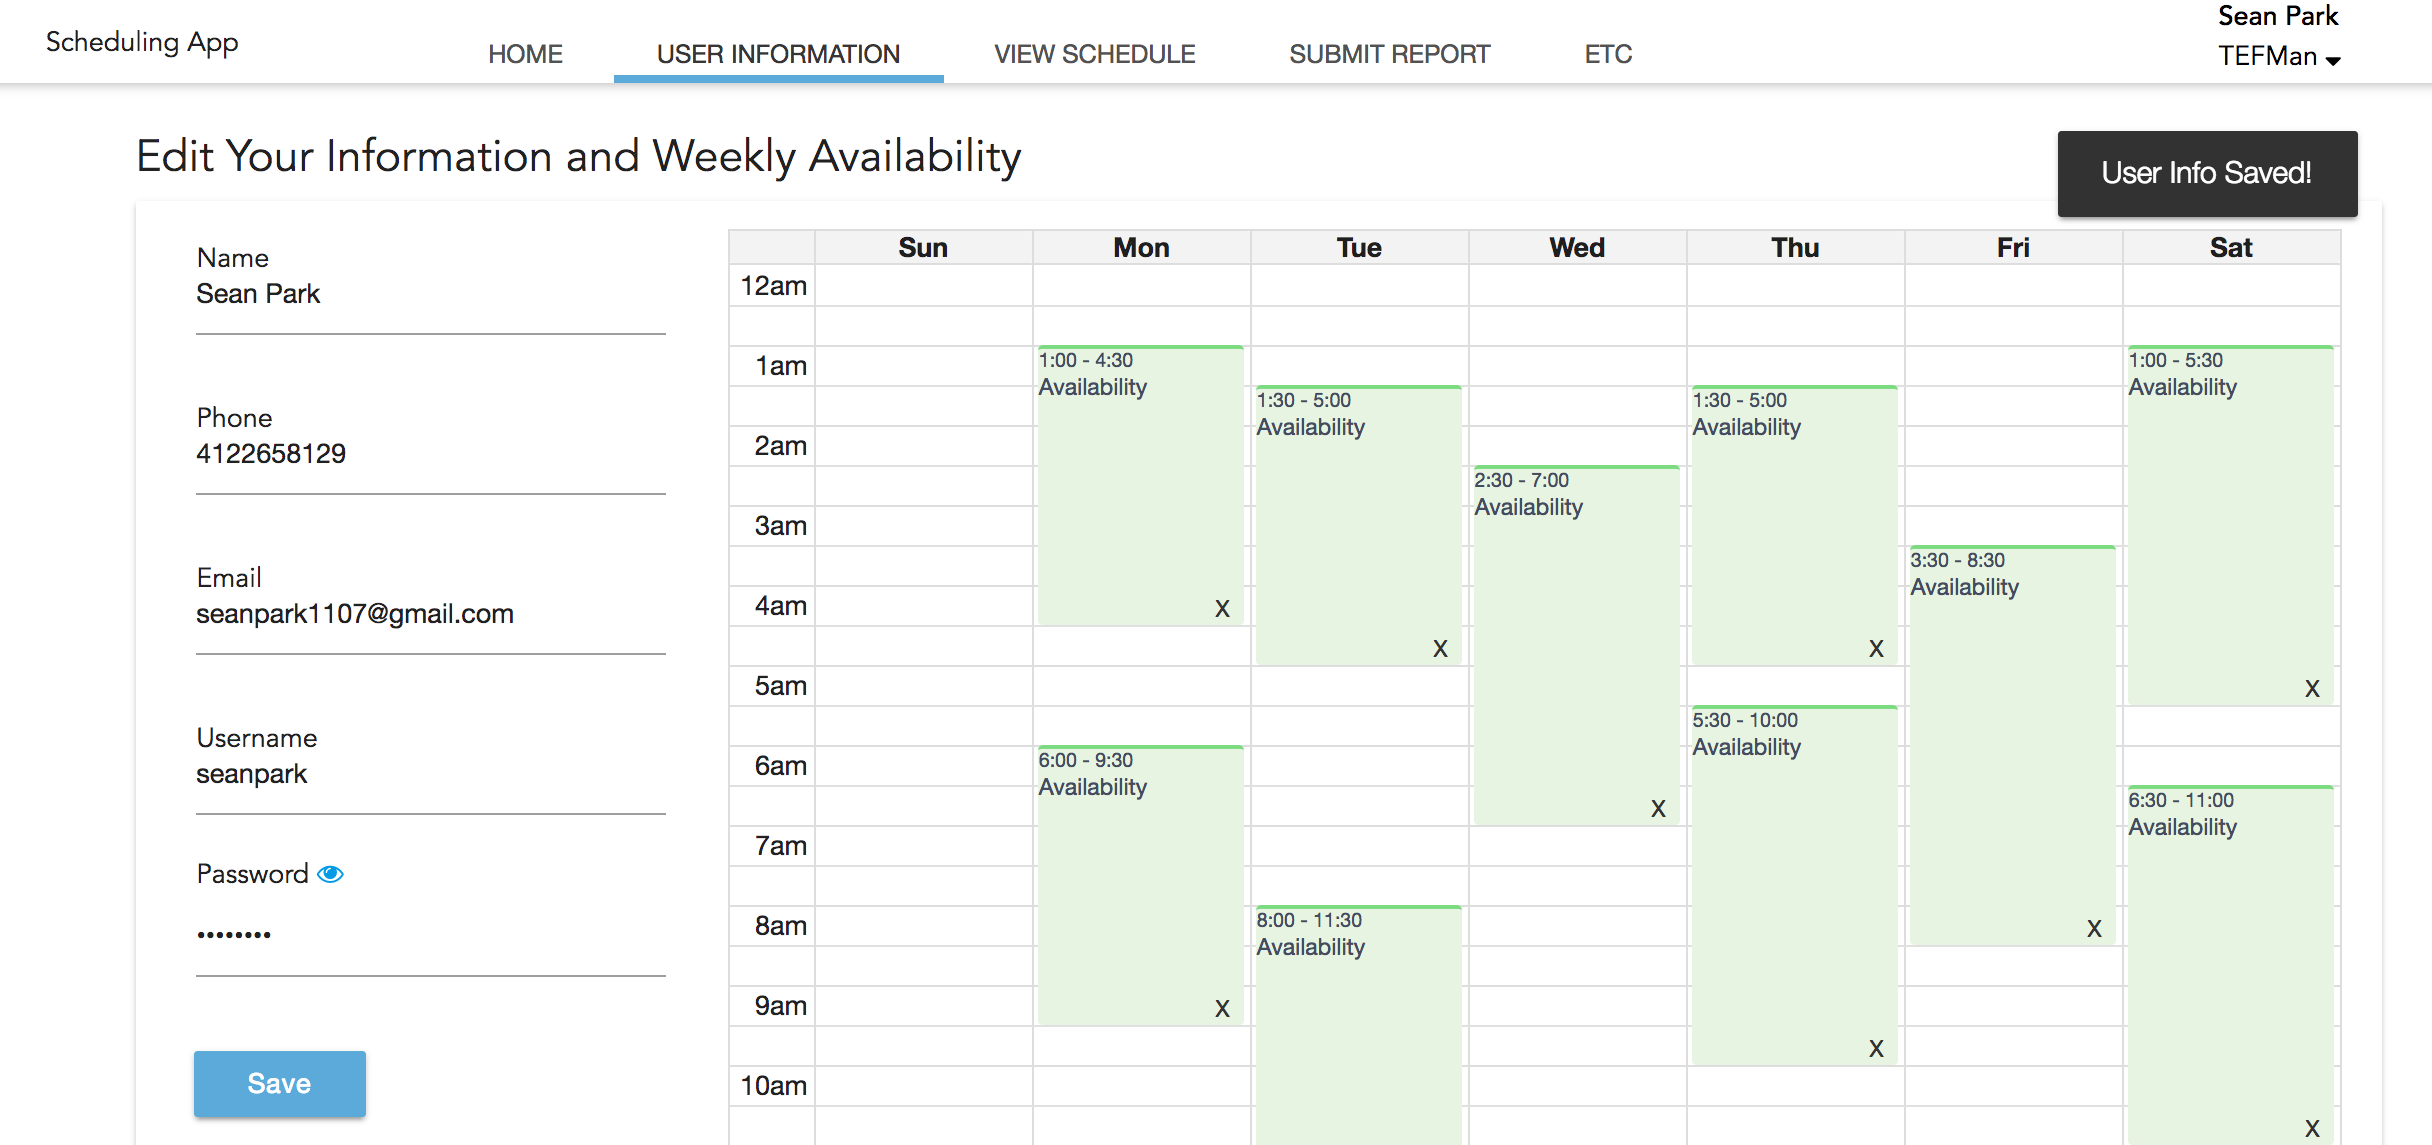 Scheduling App
HOME
USER INFORMATION
VIEW SCHEDULE
SUBMIT REPORT
ETC
Sean Park
TEFMan
Edit Your Information and Weekly Availability
User Info Saved!
Name
Sean Park
Phone
4122658129
Email
seanpark1107@gmail.com
Username
seanpark
Password
••••••••
Save
Sun Mon Tue Wed Thu Fri Sat
12am
1am
2am
3am
4am
5am
6am
7am
8am
9am
10am
1:00 - 4:30
Availability
X
6:00 - 9:30
Availability
X
1:30 - 5:00
Availability
X
8:00 - 11:30
Availability
2:30 - 7:00
Availability
X
1:30 - 5:00
Availability
X
5:30 - 10:00
Availability
X
3:30 - 8:30
Availability
X
1:00 - 5:30
Availability
X
6:30 - 11:00
Availability
X